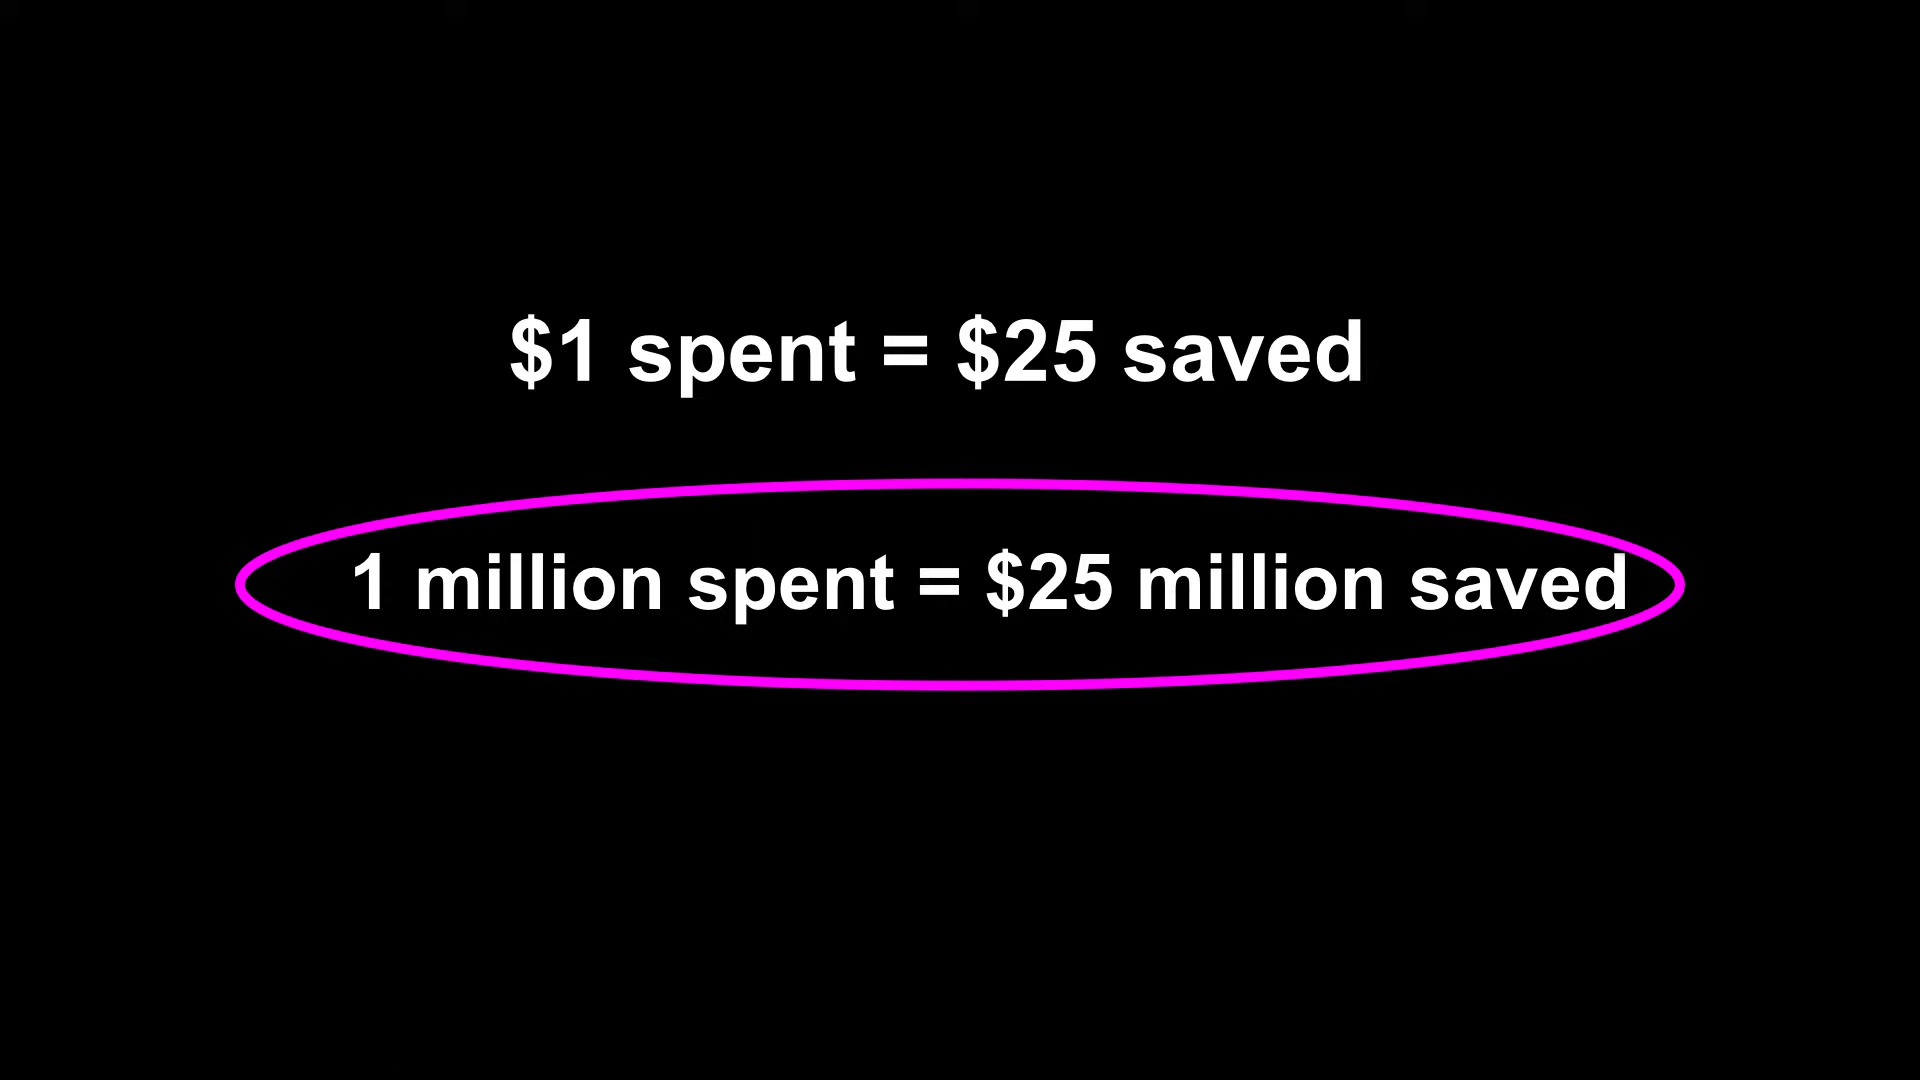 $1 spent = $25 saved
1 million spent = $25 million saved